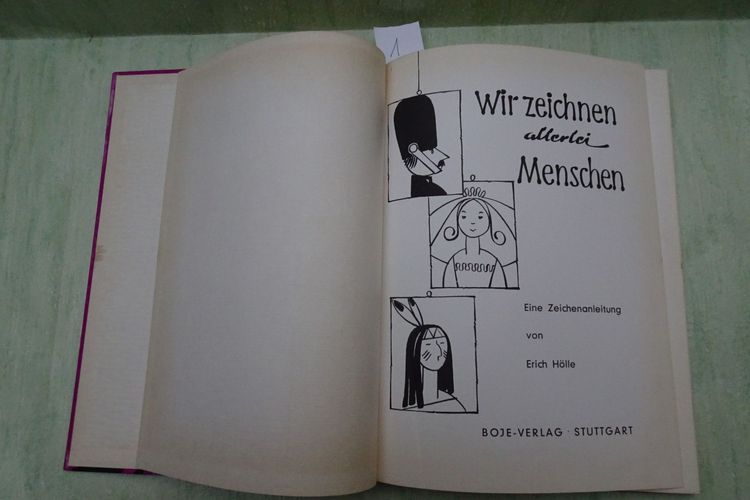 1
Wir zeichnen
allerlei
Menschen
Eine Zeichenanleitung
von
Erich Hölle
BOJE-VERLAG · STUTTGART